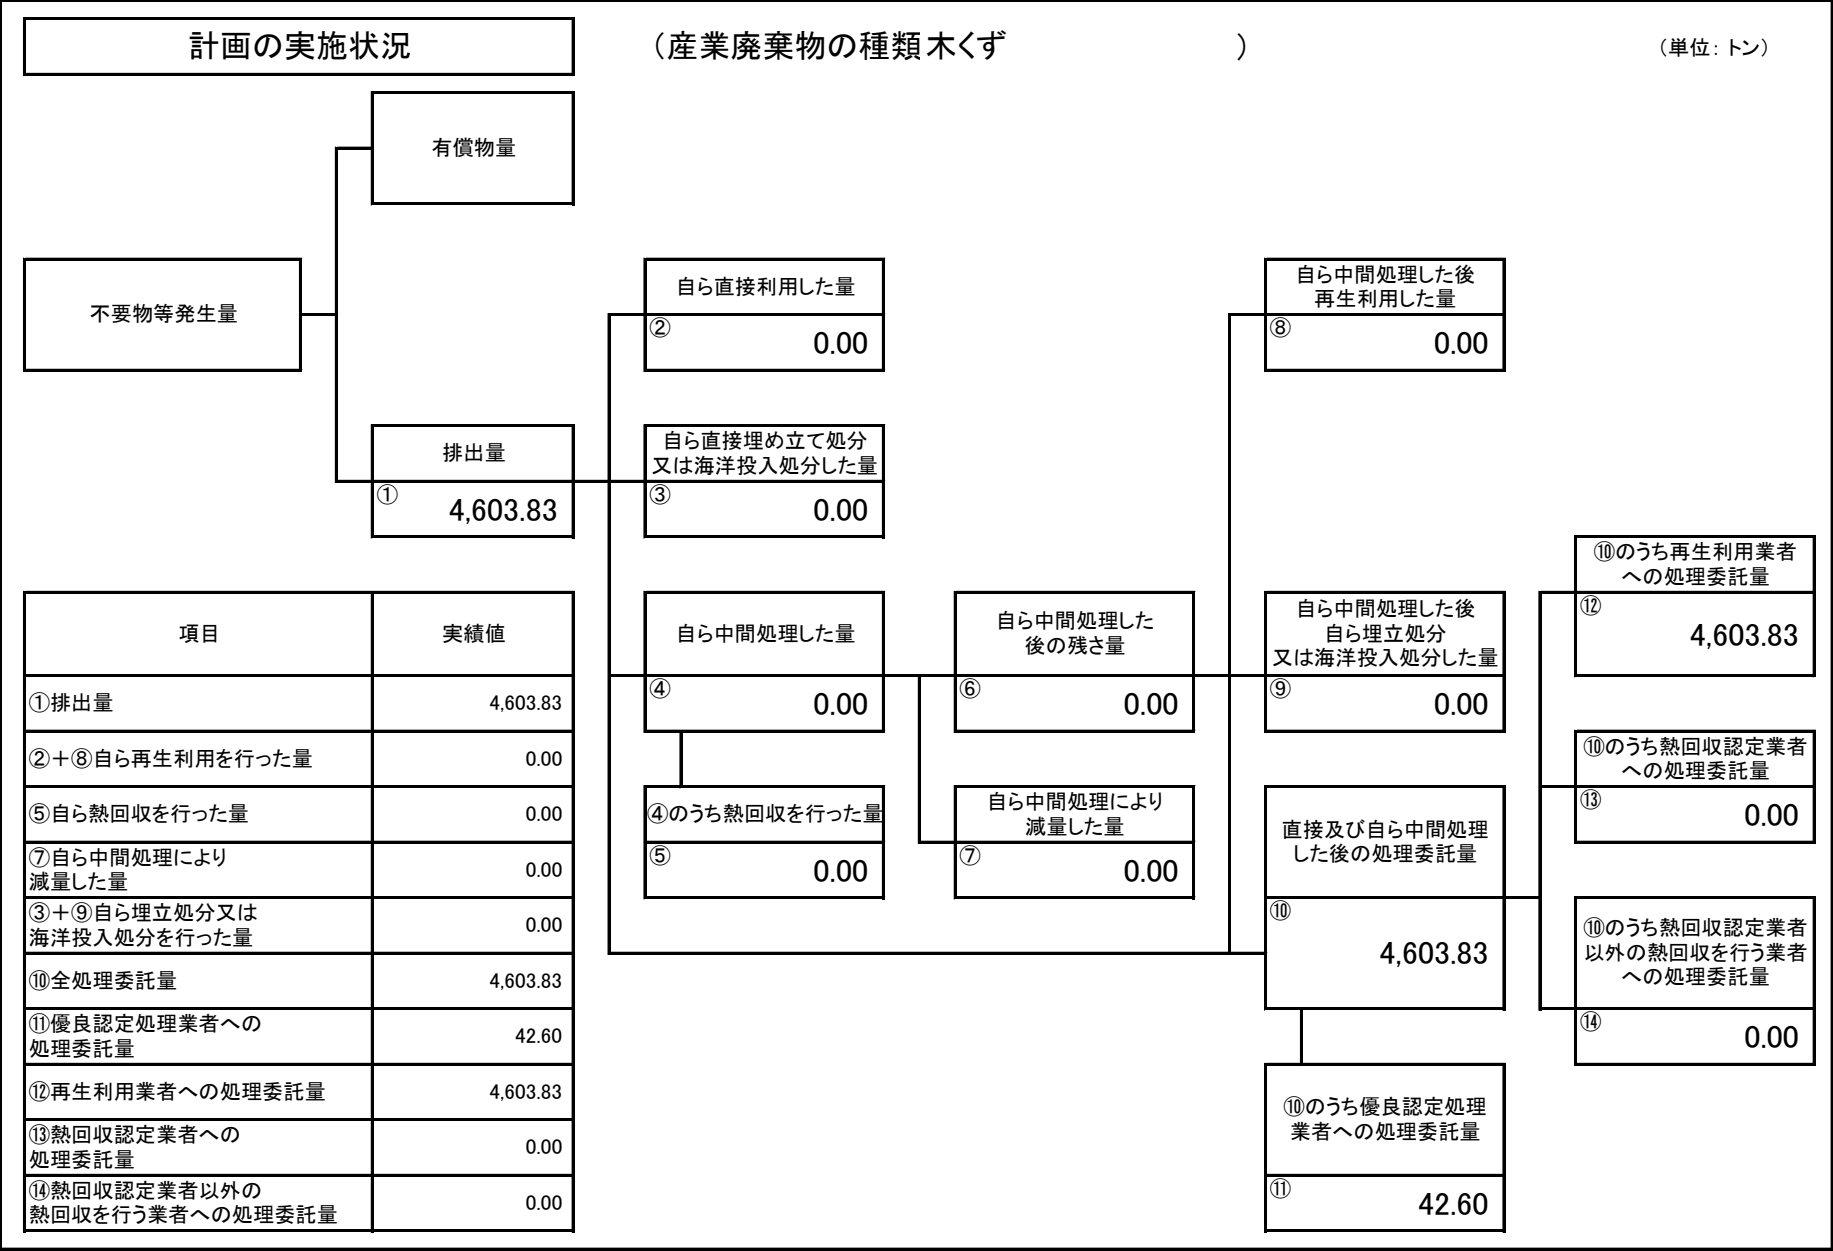 計画の実施状況
（産業廃棄物の種類 木くず ）
（単位：トン）
有償物量
不要物等発生量
自ら直接利用した量
②
0.00
自ら中間処理した後
再生利用した量
⑧
0.00
排出量
①
4,603.83
自ら直接埋め立て処分
又は海洋投入処分した量
③
0.00
⑩のうち再生利用業者
への処理委託量
⑫
4,603.83
自ら中間処理した量
④
0.00
自ら中間処理した
後の残さ量
⑥
0.00
自ら中間処理した後
自ら埋立処分
又は海洋投入処分した量
⑨
0.00
⑩のうち熱回収認定業者
への処理委託量
⑬
0.00
④のうち熱回収を行った量
⑤
0.00
自ら中間処理により
減量した量
⑦
0.00
直接及び自ら中間処理
した後の処理委託量
⑩
4,603.83
⑩のうち熱回収認定業者
以外の熱回収を行う業者
への処理委託量
⑭
0.00
⑩のうち優良認定処理
業者への処理委託量
⑪
42.60
項目 実績値
①排出量 4,603.83
②＋⑧自ら再生利用を行った量 0.00
⑤自ら熱回収を行った量 0.00
⑦自ら中間処理により
減量した量 0.00
③＋⑨自ら埋立処分又は
海洋投入処分を行った量 0.00
⑩全処理委託量 4,603.83
⑪優良認定処理業者への
処理委託量 42.60
⑫再生利用業者への処理委託量 4,603.83
⑬熱回収認定業者への
処理委託量 0.00
⑭熱回収認定業者以外の
熱回収を行う業者への処理委託量 0.00